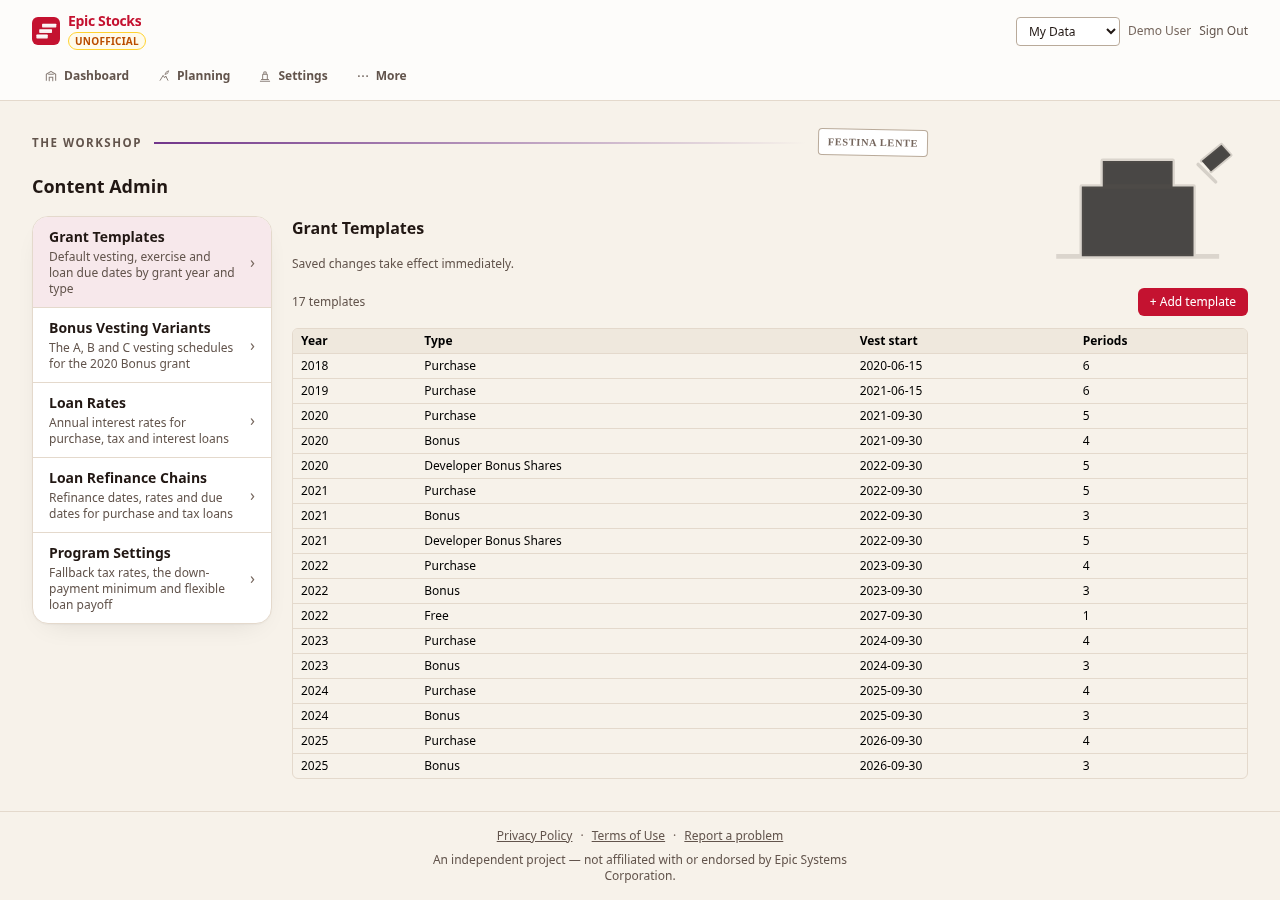 Epic Stocks
UNOFFICIAL
My Data
Demo User
Sign Out
Dashboard
Planning
Settings
More
THE WORKSHOP
FESTINA LENTE
Content Admin
Grant Templates
Default vesting, exercise and
loan due dates by grant year and
type
Bonus Vesting Variants
The A, B and C vesting schedules
for the 2020 Bonus grant
Loan Rates
Annual interest rates for
purchase, tax and interest loans
Loan Refinance Chains
Refinance dates, rates and due
dates for purchase and tax loans
Program Settings
Fallback tax rates, the down-
payment minimum and flexible
loan payoff
Grant Templates
Saved changes take effect immediately.
17 templates
+ Add template
Year Type Vest start Periods
2018 Purchase 2020-06-15 6
2019 Purchase 2021-06-15 6
2020 Purchase 2021-09-30 5
2020 Bonus 2021-09-30 4
2020 Developer Bonus Shares 2022-09-30 5
2021 Purchase 2022-09-30 5
2021 Bonus 2022-09-30 3
2021 Developer Bonus Shares 2022-09-30 5
2022 Purchase 2023-09-30 4
2022 Bonus 2023-09-30 3
2022 Free 2027-09-30 1
2023 Purchase 2024-09-30 4
2023 Bonus 2024-09-30 3
2024 Purchase 2025-09-30 4
2024 Bonus 2025-09-30 3
2025 Purchase 2026-09-30 4
2025 Bonus 2026-09-30 3
Privacy Policy · Terms of Use · Report a problem
An independent project — not affiliated with or endorsed by Epic Systems
Corporation.